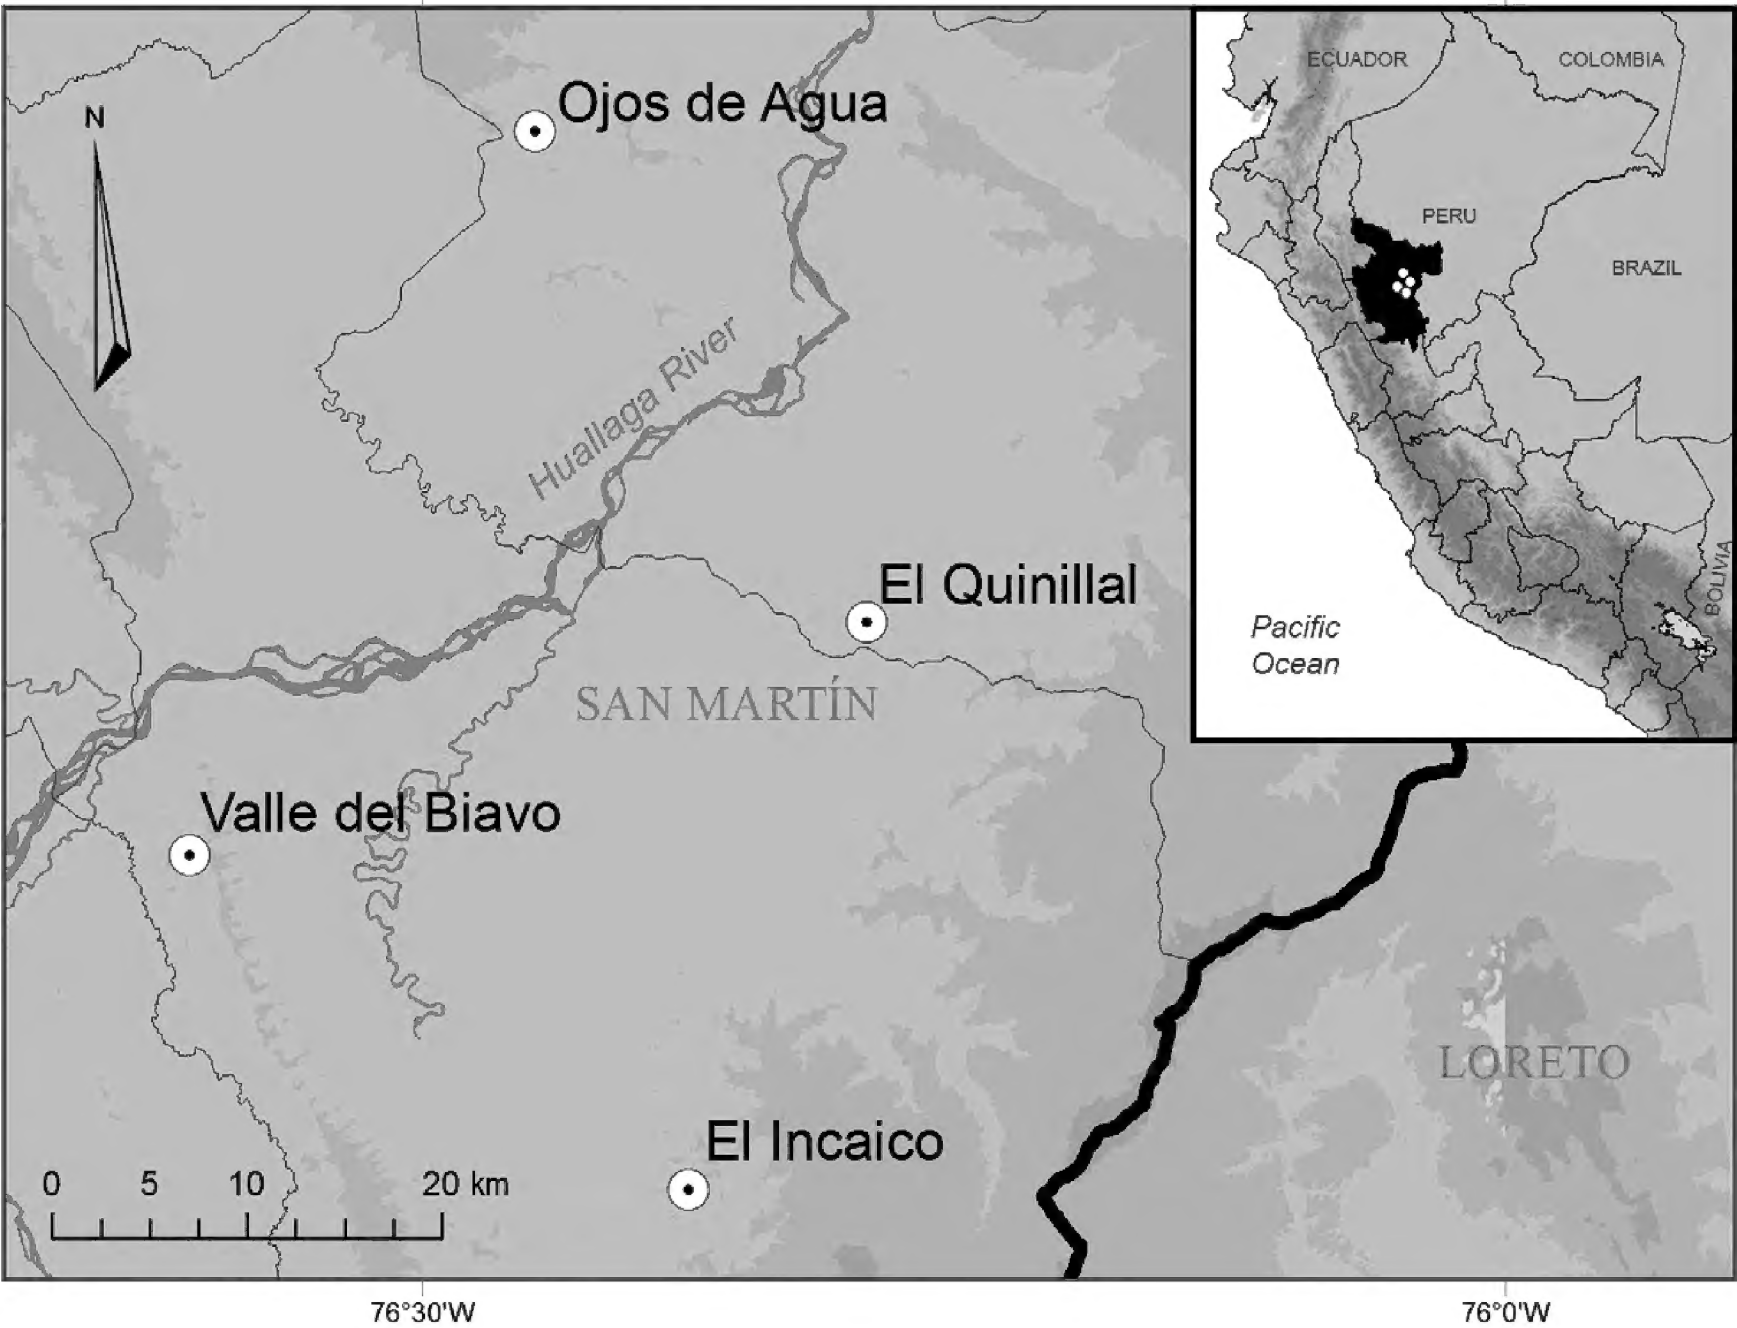 ECUADOR
COLOMBIA
Ojos de Agua
N
PERU
BRAZIL
Huallaga River
El Quinillal
BOLIVIA
Pacific
Ocean
SAN MARTÍN
Valle del Biavo
LORETO
El Incaico
0 5 10 20 km
76°30'W
76°0'W